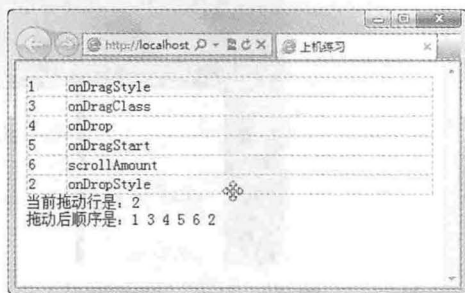 http://localhost
上机练习
1 onDragStyle
3 onDragClass
4 onDrop
5 onDragStart
6 scrollAmount
2 onDropStyle
当前拖动行是：2
拖动后顺序是：1 3 4 5 6 2